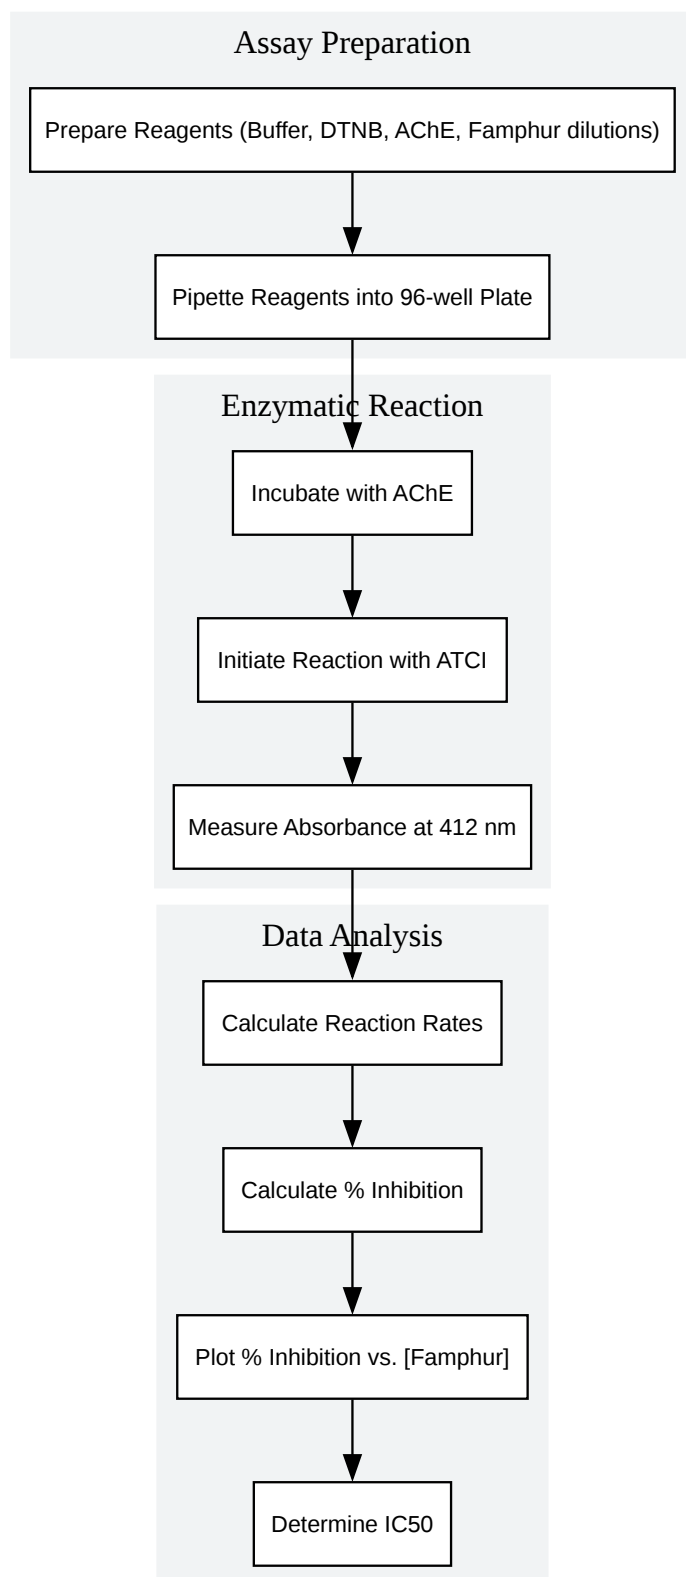 Assay Preparation
Prepare Reagents (Buffer, DTNB, AChE, Famphur dilutions)
Pipette Reagents into 96-well Plate
Enzymatic Reaction
Incubate with AChE
Initiate Reaction with ATCI
Measure Absorbance at 412 nm
Data Analysis
Calculate Reaction Rates
Calculate % Inhibition
Plot % Inhibition vs. [Famphur]
Determine IC50